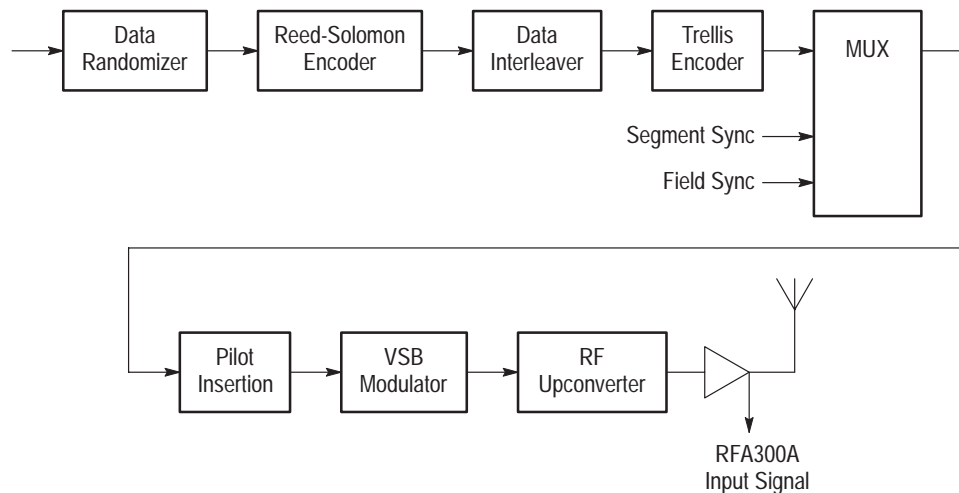 Data
Randomizer
Reed-Solomon
Encoder
Data
Interleaver
Trellis
Encoder
MUX
Segment Sync
Field Sync
Pilot
Insertion
VSB
Modulator
RF
Upconverter
RFA300A
Input Signal